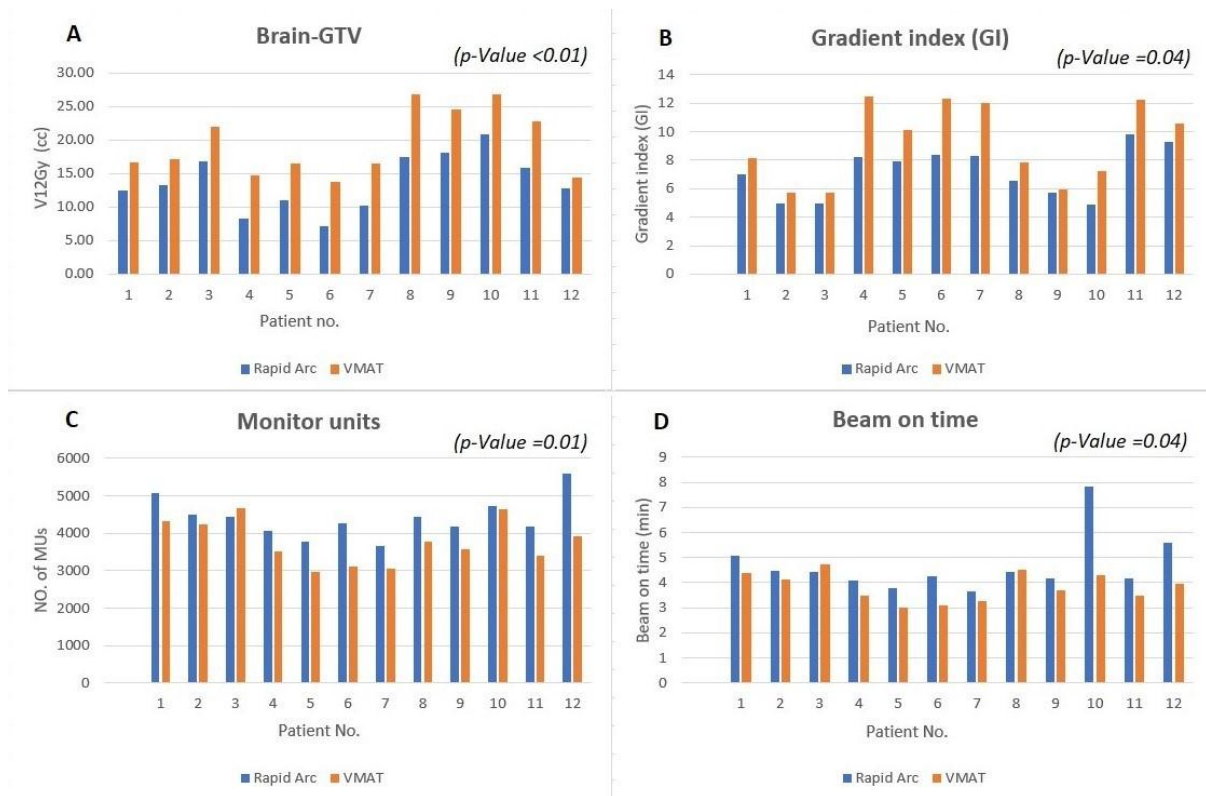 A
Brain-GTV
(p-Value <0.01)
30.00
25.00
20.00
15.00
10.00
5.00
0.00
V12Gy (cc)
1 2 3 4 5 6 7 8 9 10 11 12
Patient no.
Rapid Arc VMAT
B
Gradient index (GI)
(p-Value =0.04)
14
12
10
8
6
4
2
0
Gradient index (GI)
1 2 3 4 5 6 7 8 9 10 11 12
Patient No.
Rapid Arc VMAT
C
Monitor units
(p-Value =0.01)
6000
5000
4000
3000
2000
1000
0
NO. of MUs
1 2 3 4 5 6 7 8 9 10 11 12
Patient No.
Rapid Arc VMAT
D
Beam on time
(p-Value =0.04)
9
8
7
6
5
4
3
2
1
0
Beam on time (min)
1 2 3 4 5 6 7 8 9 10 11 12
Patient No.
Rapid Arc VMAT